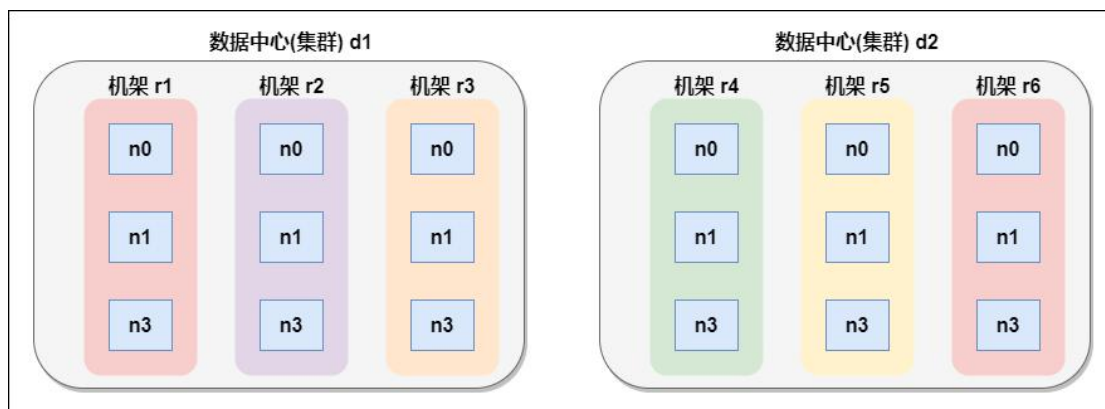 数据中心(集群) d1
数据中心(集群) d2
机架 r1
机架 r2
机架 r3
机架 r4
机架 r5
机架 r6
n0
n0
n0
n0
n0
n0
n1
n1
n1
n1
n1
n1
n3
n3
n3
n3
n3
n3